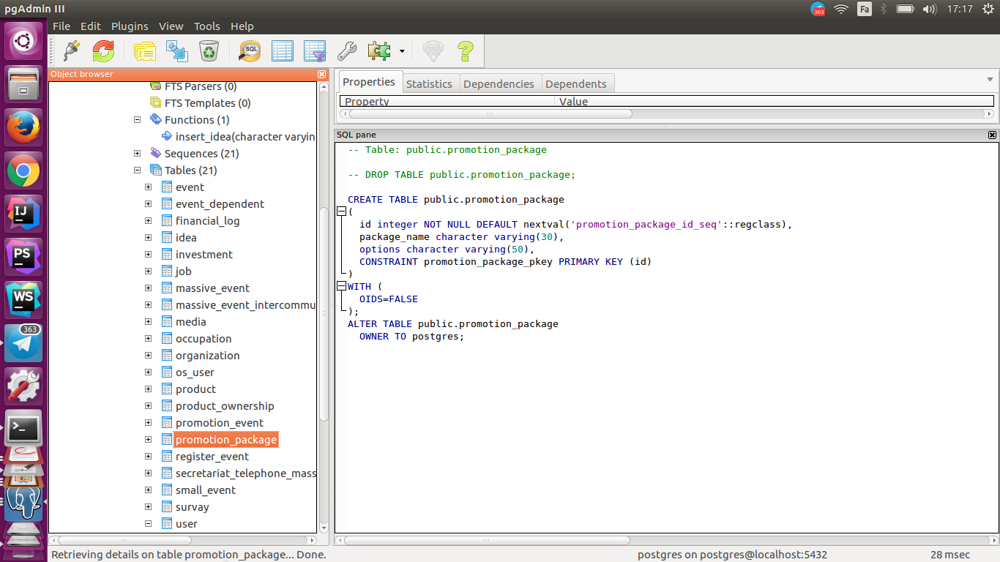 pgAdmin III
363
Fa
17:17
File Edit Plugins View Tools Help
SQL
Object browser
FTS Parsers (0)
FTS Templates (0)
Functions (1)
insert_idea(character varyin
Sequences (21)
Tables (21)
event
event_dependent
financial_log
idea
investment
job
massive_event
massive_event_intercommu
media
occupation
organization
os_user
product
product_ownership
promotion_event
promotion_package
register_event
secretariat_telephone_mass
small_event
survay
user
Properties Statistics Dependencies Dependents
Property Value
SQL pane
-- Table: public.promotion_package
-- DROP TABLE public.promotion_package;
CREATE TABLE public.promotion_package
(
id integer NOT NULL DEFAULT nextval('promotion_package_id_seq'::regclass),
package_name character varying(30),
options character varying(50),
CONSTRAINT promotion_package_pkey PRIMARY KEY (id)
)
WITH (
OIDS=FALSE
);
ALTER TABLE public.promotion_package
OWNER TO postgres;
IJ
PS
WS
363
>_
Retrieving details on table promotion_package... Done.
postgres on postgres@localhost:5432
28 msec